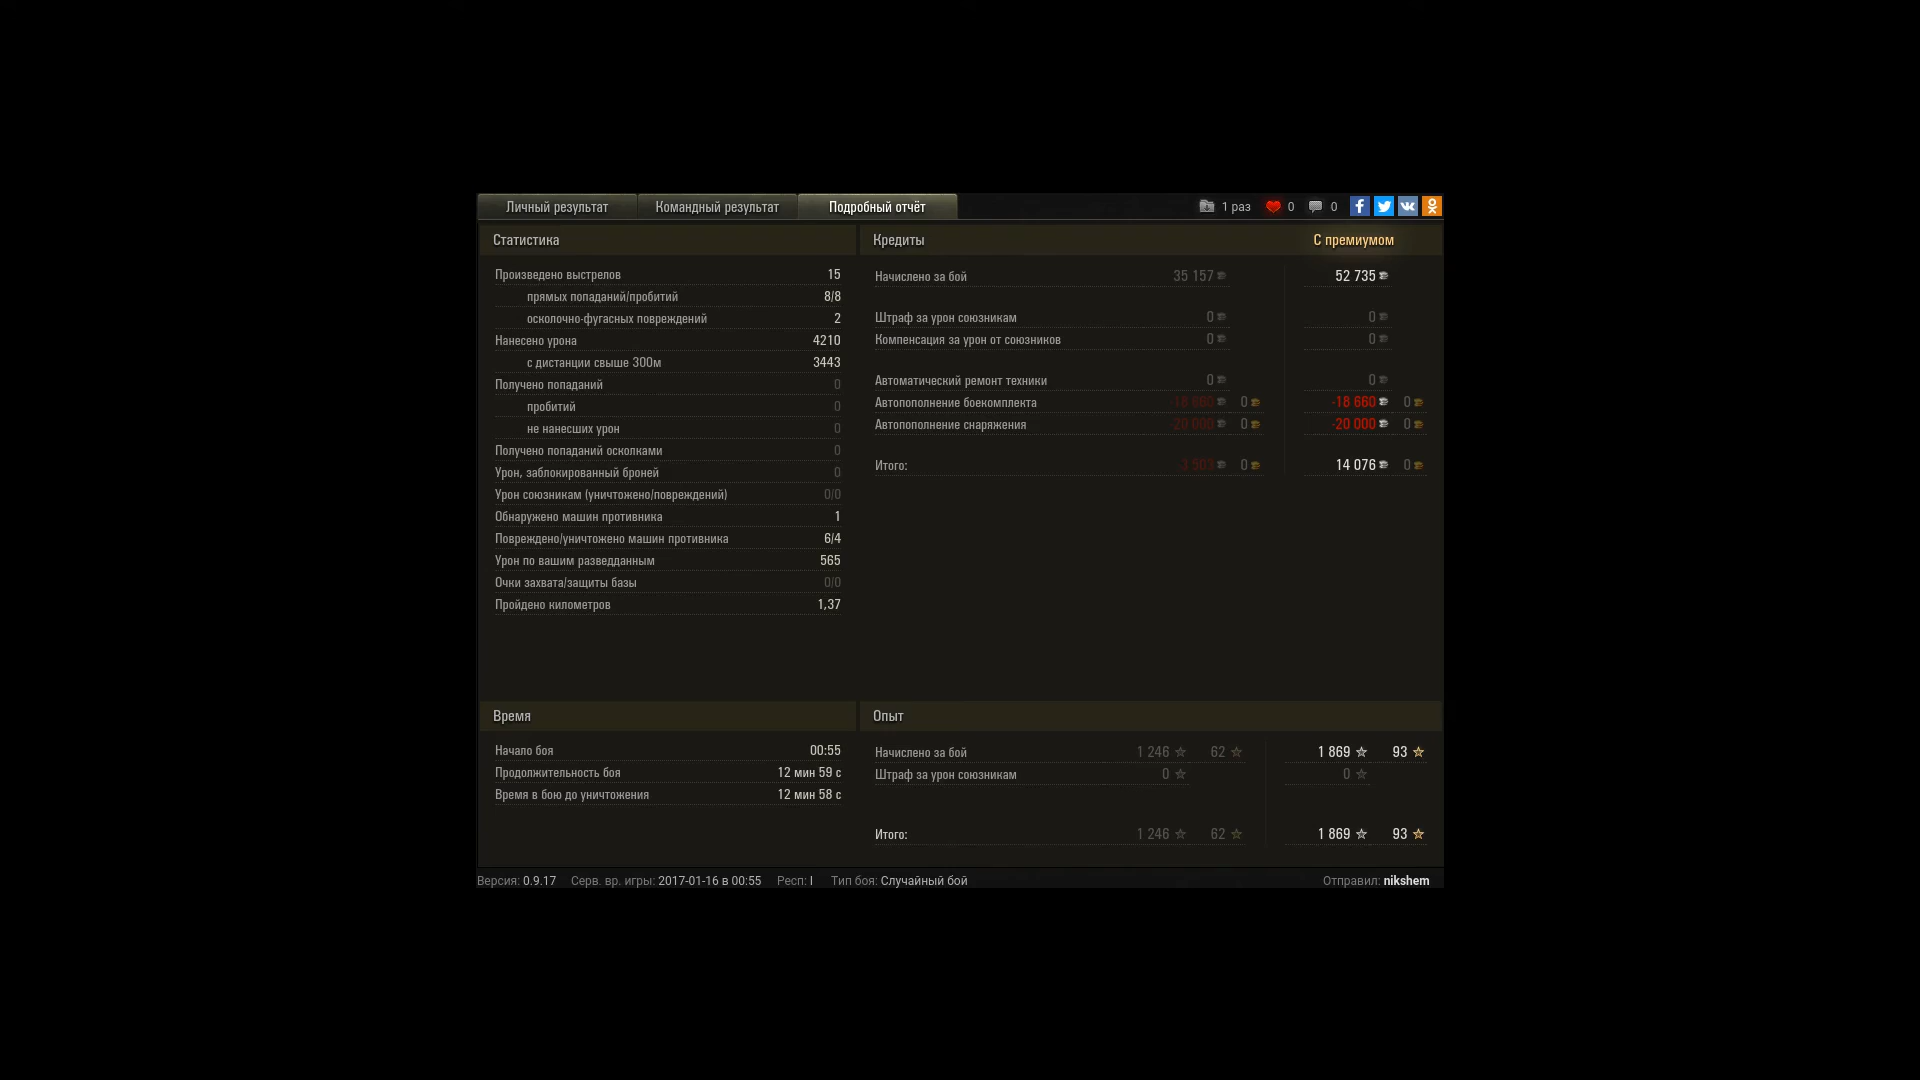 Личный результат Командный результат Подробный отчёт 1 раз 0 0
Статистика
Произведено выстрелов 15
прямых попаданий/пробитий 8/8
осколочно-фугасных повреждений 2
Нанесено урона 4210
с дистанции свыше 300м 3443
Получено попаданий 0
пробитий 0
не нанесших урон 0
Получено попаданий осколками 0
Урон, заблокированный броней 0
Урон союзникам (уничтожено/повреждений) 0/0
Обнаружено машин противника 1
Повреждено/уничтожено машин противника 6/4
Урон по вашим разведданным 565
Очки захвата/защиты базы 0/0
Пройдено километров 1,37
Кредиты С премиумом
Начислено за бой 35 157 52 735
Штраф за урон союзникам 0 0
Компенсация за урон от союзников 0 0
Автоматический ремонт техники 0 0
Автопополнение боекомплекта -18 660 0 -18 660 0
Автопополнение снаряжения -20 000 0 -20 000 0
Итого: -3 503 0 14 076 0
Время
Начало боя 00:55
Продолжительность боя 12 мин 59 с
Время в бою до уничтожения 12 мин 58 с
Опыт
Начислено за бой 1 246 62 1 869 93
Штраф за урон союзникам 0 0
Итого: 1 246 62 1 869 93
Версия: 0.9.17 Серв. вр. игры: 2017-01-16 в 00:55 Респ: I Тип боя: Случайный бой Отправил: nikshem